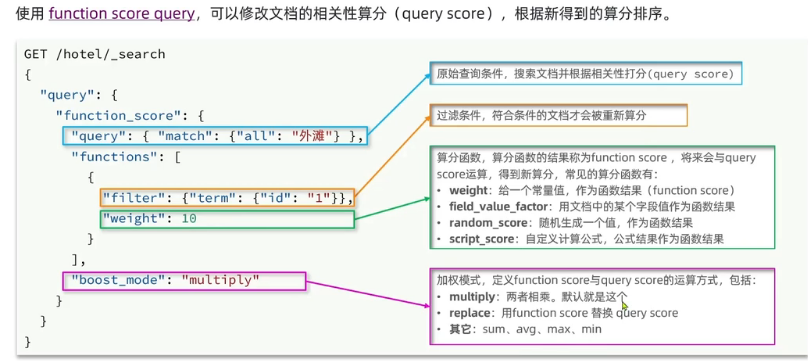 使用 function score query，可以修改文档的相关性算分（query score），根据新得到的算分排序。
GET /hotel/_search
{
  "query": {
    "function_score": {
      "query": { "match": {"all": "外滩"} },
      "functions": [
        {
          "filter": {"term": {"id": "1"}},
          "weight": 10
        }
      ],
      "boost_mode": "multiply"
    }
  }
}
原始查询条件，搜索文档并根据相关性打分(query score)
过滤条件，符合条件的文档才会被重新算分
算分函数，算分函数的结果称为function score ，将来会与query
score运算，得到新算分，常见的算分函数有：
• weight：给一个常量值，作为函数结果（function score）
• field_value_factor：用文档中的某个字段值作为函数结果
• random_score：随机生成一个值，作为函数结果
• script_score：自定义计算公式，公式结果作为函数结果
加权模式，定义function score与query score的运算方式，包括：
• multiply：两者相乘。默认就是这个
• replace：用function score 替换 query score
• 其它：sum、avg、max、min